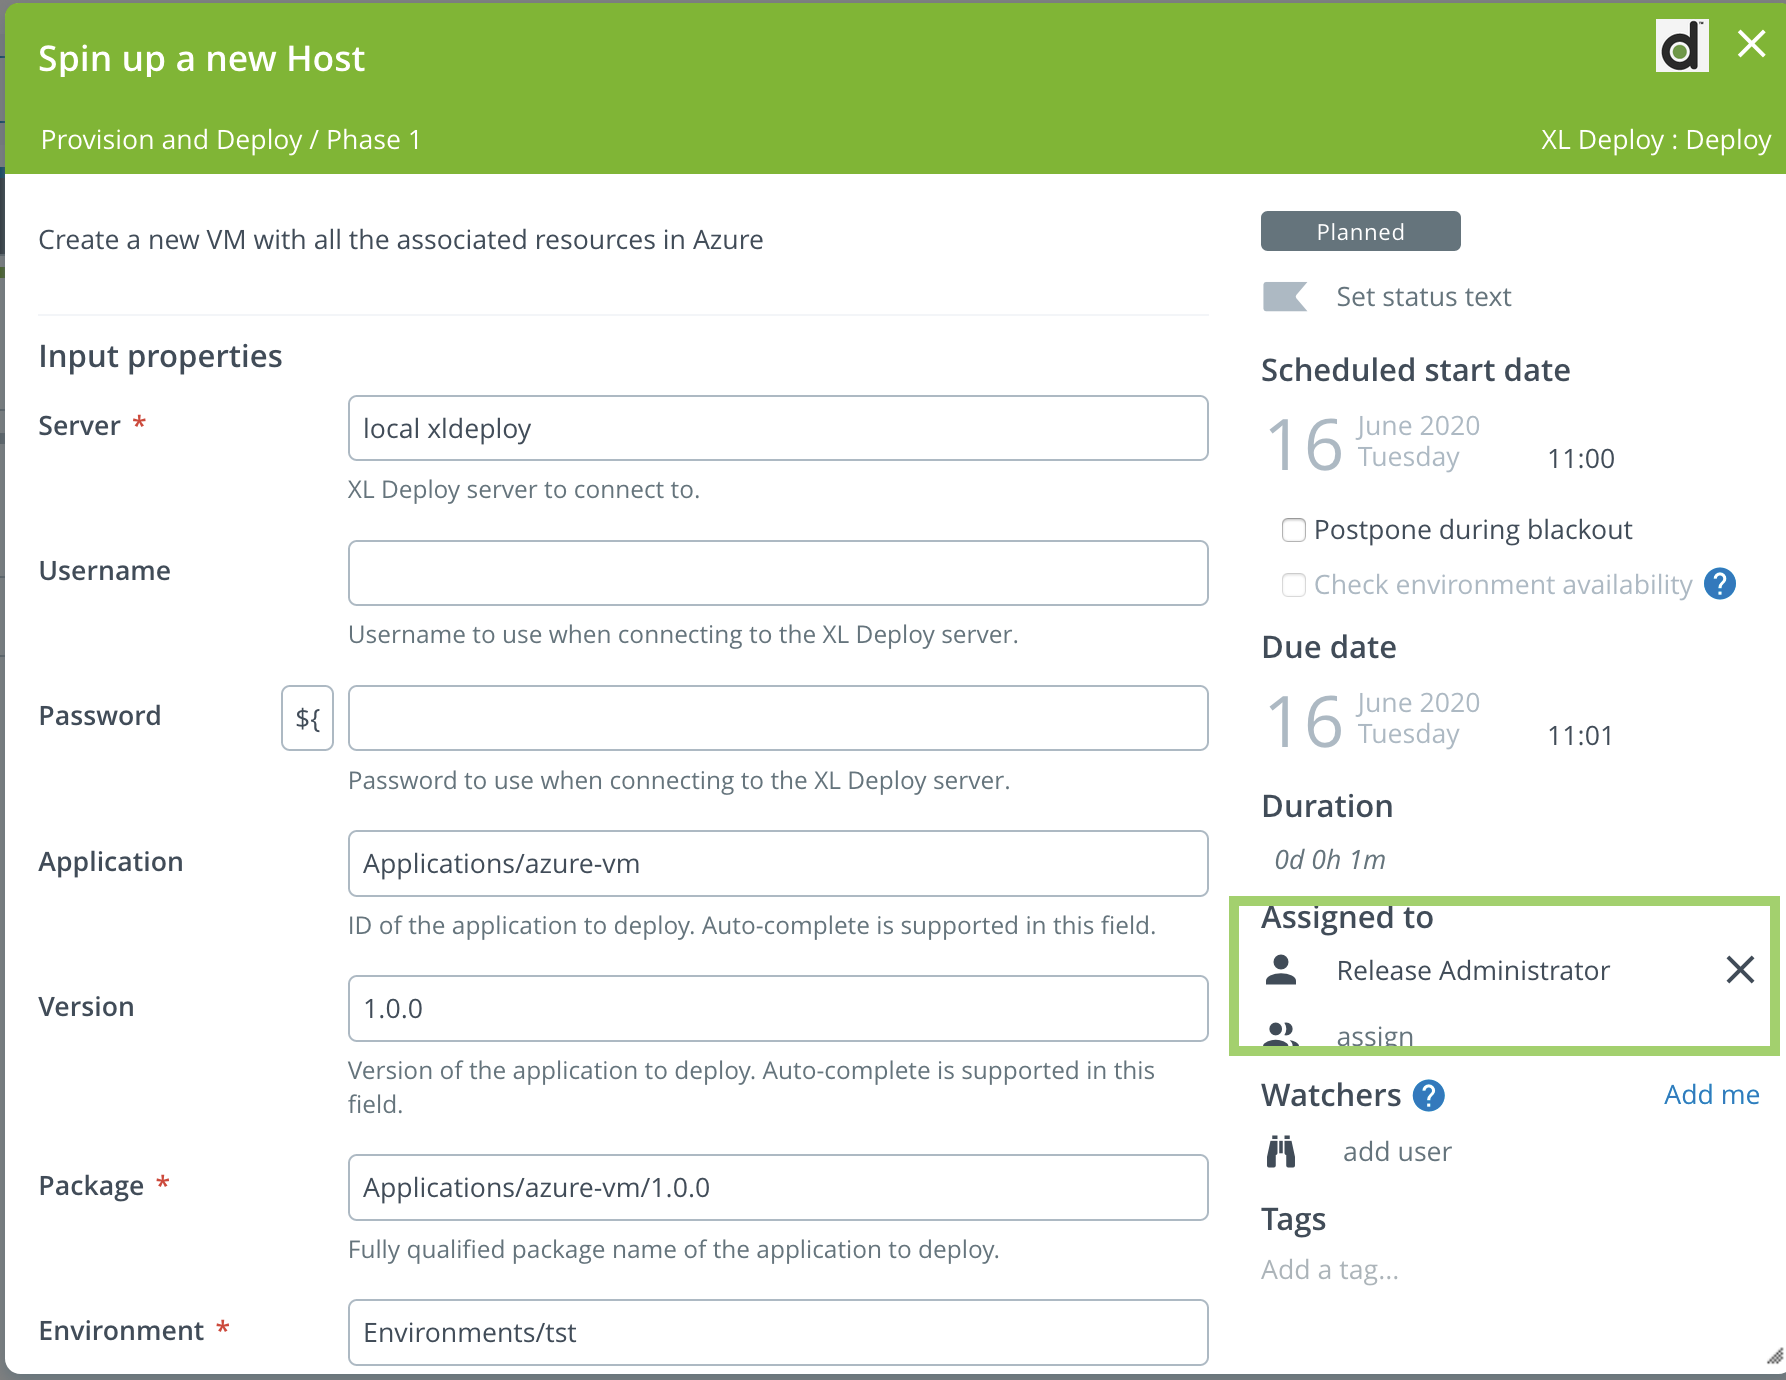 Spin up a new Host
d™
Provision and Deploy / Phase 1
XL Deploy : Deploy
Create a new VM with all the associated resources in Azure
Input properties
Server *
local xldeploy
XL Deploy server to connect to.
Username
Username to use when connecting to the XL Deploy server.
Password
${
Password to use when connecting to the XL Deploy server.
Application
Applications/azure-vm
ID of the application to deploy. Auto-complete is supported in this field.
Version
1.0.0
Version of the application to deploy. Auto-complete is supported in this
field.
Package *
Applications/azure-vm/1.0.0
Fully qualified package name of the application to deploy.
Environment *
Environments/tst
Planned
Set status text
Scheduled start date
16 June 2020
Tuesday
11:00
Postpone during blackout
Check environment availability ?
Due date
16 June 2020
Tuesday
11:01
Duration
0d 0h 1m
Assigned to
Release Administrator
assign
Watchers ?
Add me
add user
Tags
Add a tag...